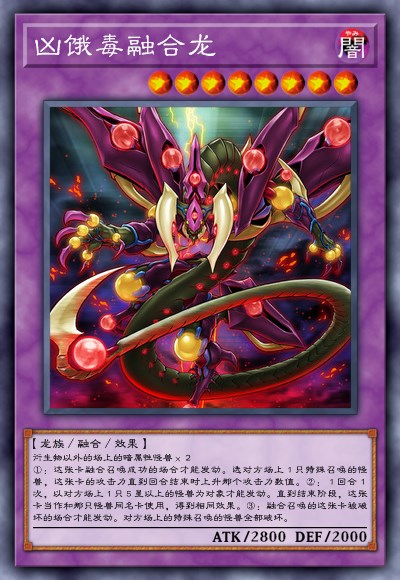 凶饿毒融合龙
やみ
闇
【龙族/融合/效果】
衍生物以外的场上的暗属性怪兽×2
①：这张卡融合召唤成功的场合才能发动。选对方场上1只特殊召唤的怪
兽，这张卡的攻击力直到回合结束时上升那个攻击力数值。②：1回合1
次，以对方场上1只5星以上的怪兽为对象才能发动。直到结束阶段，这张
卡当作和那只怪兽同名卡使用，得到相同效果。③：融合召唤的这张卡被破
坏的场合才能发动。对方场上的特殊召唤的怪兽全部破坏。
ATK/2800 DEF/2000